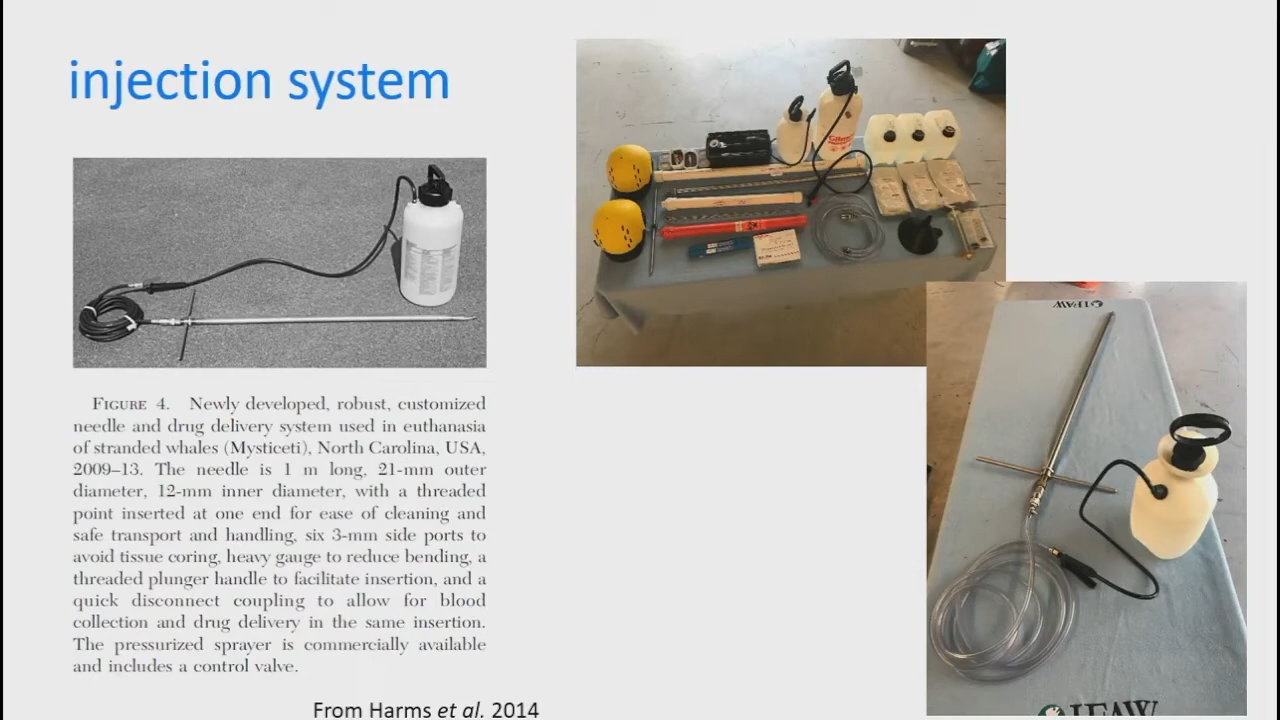 injection system
FIGURE 4. Newly developed, robust, customized
needle and drug delivery system used in euthanasia
of stranded whales (Mysticeti), North Carolina, USA,
2009–13. The needle is 1 m long, 21-mm outer
diameter, 12-mm inner diameter, with a threaded
point inserted at one end for ease of cleaning and
safe transport and handling, six 3-mm side ports to
avoid tissue coring, heavy gauge to reduce bending, a
threaded plunger handle to facilitate insertion, and a
quick disconnect coupling to allow for blood
collection and drug delivery in the same insertion.
The pressurized sprayer is commercially available
and includes a control valve.
From Harms et al. 2014
IFAW
IFAW